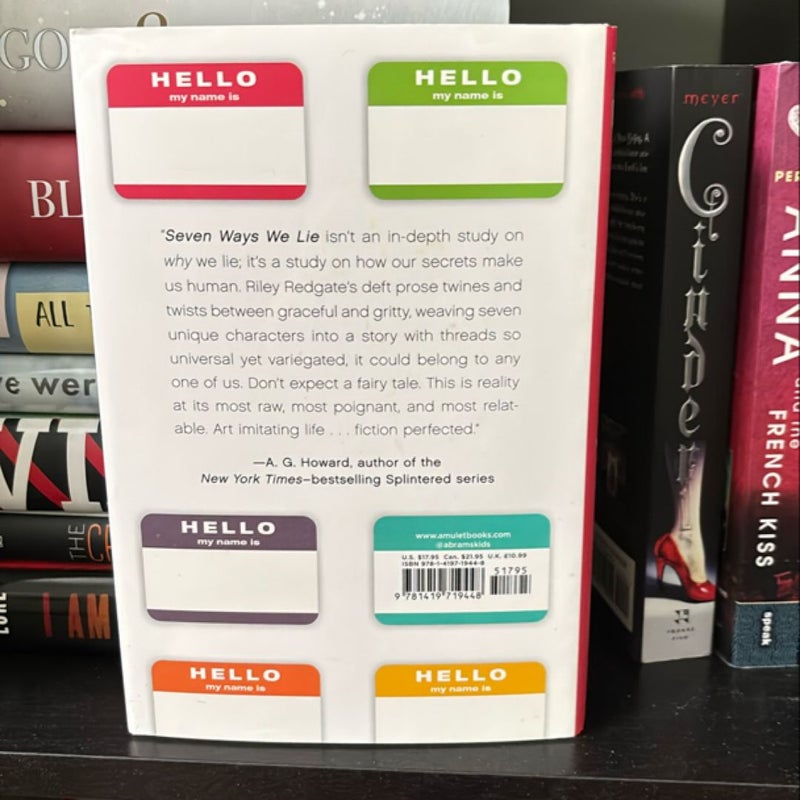 GO
BL
ALL
e wer
THE
I AM
HELLO
my name is
HELLO
my name is
"Seven Ways We Lie isn't an in-depth study on
why we lie; it's a study on how our secrets make
us human. Riley Redgate's deft prose twines and
twists between graceful and gritty, weaving seven
unique characters into a story with threads so
universal yet variegated, it could belong to any
one of us. Don't expect a fairy tale. This is reality
at its most raw, most poignant, and most relat-
able. Art imitating life . . . fiction perfected."
—A. G. Howard, author of the
New York Times–bestselling Splintered series
HELLO
my name is
www.amuletbooks.com
@abramskids
U.S. $17.95 Can. $21.95 U.K. £10.99
ISBN 978-1-4197-1944-8
51795
9 781419 719448
HELLO
my name is
HELLO
my name is
meyer
Cinder
ANNA
and the
FRENCH KISS
speak